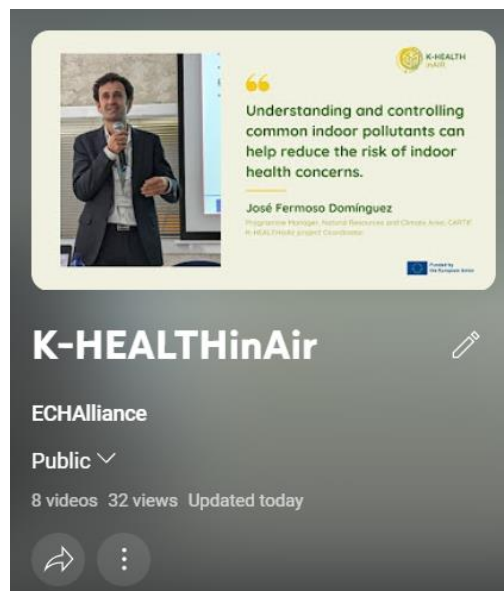 K-HEALTH
inAIR
Understanding and controlling
common indoor pollutants can
help reduce the risk of indoor
health concerns.
José Fermoso Domínguez
Programme Manager, Natural Resources and Climate Area, CARTIF
K-HEALTHinAIR project Coordinator
Funded by
the European Union
K-HEALTHinAir
ECHAlliance
Public
8 videos 32 views Updated today